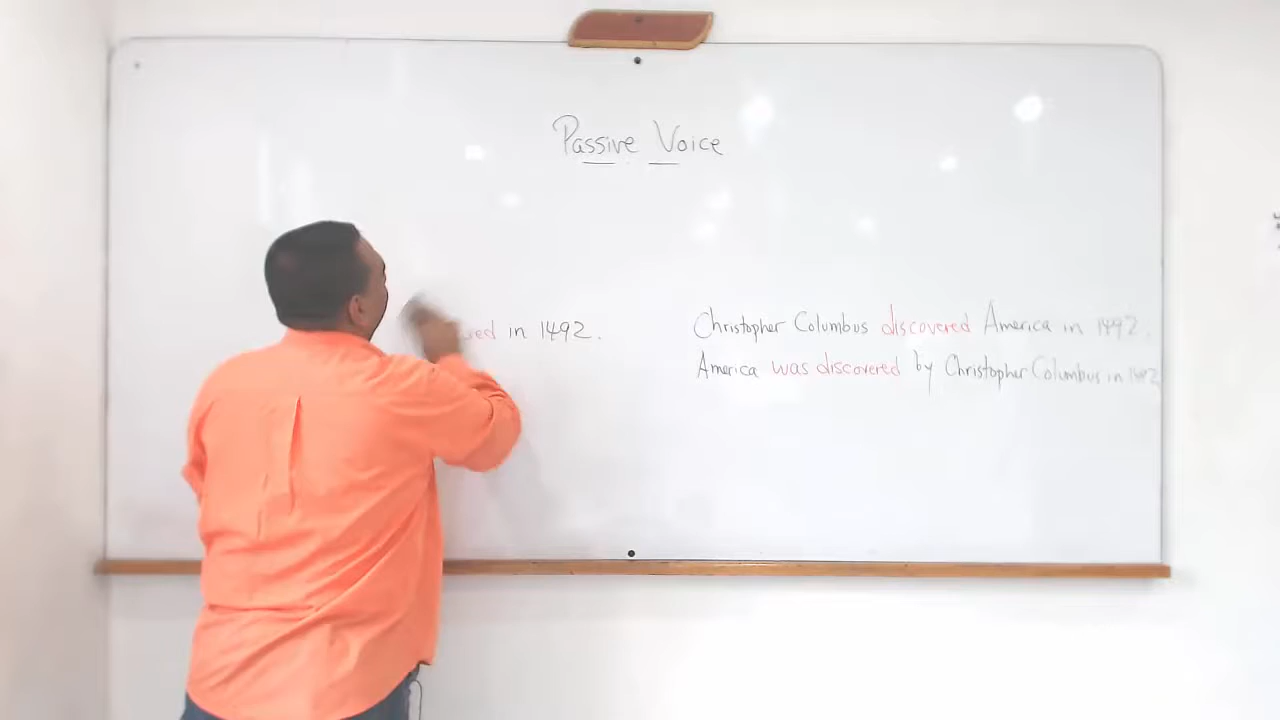 Passive Voice
in 1492.
Christopher Columbus discovered America in 1492.
America was discovered by Christopher Columbus in 1492